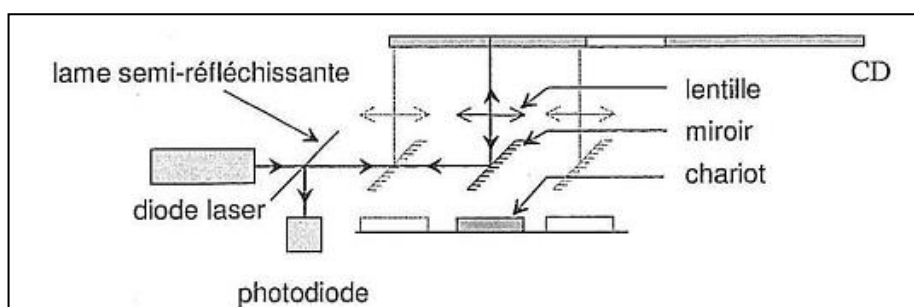 lame semi-réfléchissante
CD
lentille
miroir
chariot
diode laser
photodiode